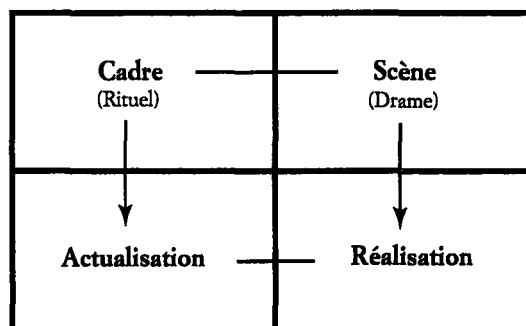 Cadre
(Rituel)
Scène
(Drame)
Actualisation
Réalisation